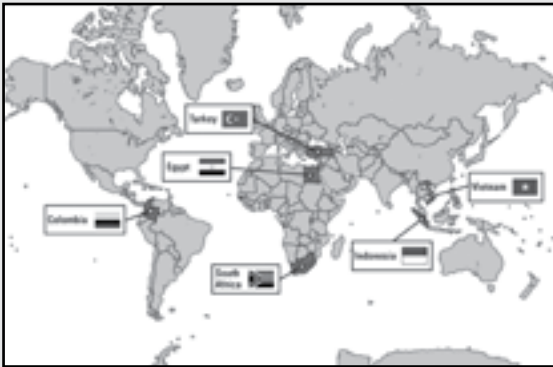 Turkey
Egypt
Vietnam
Colombia
Indonesia
South
Africa